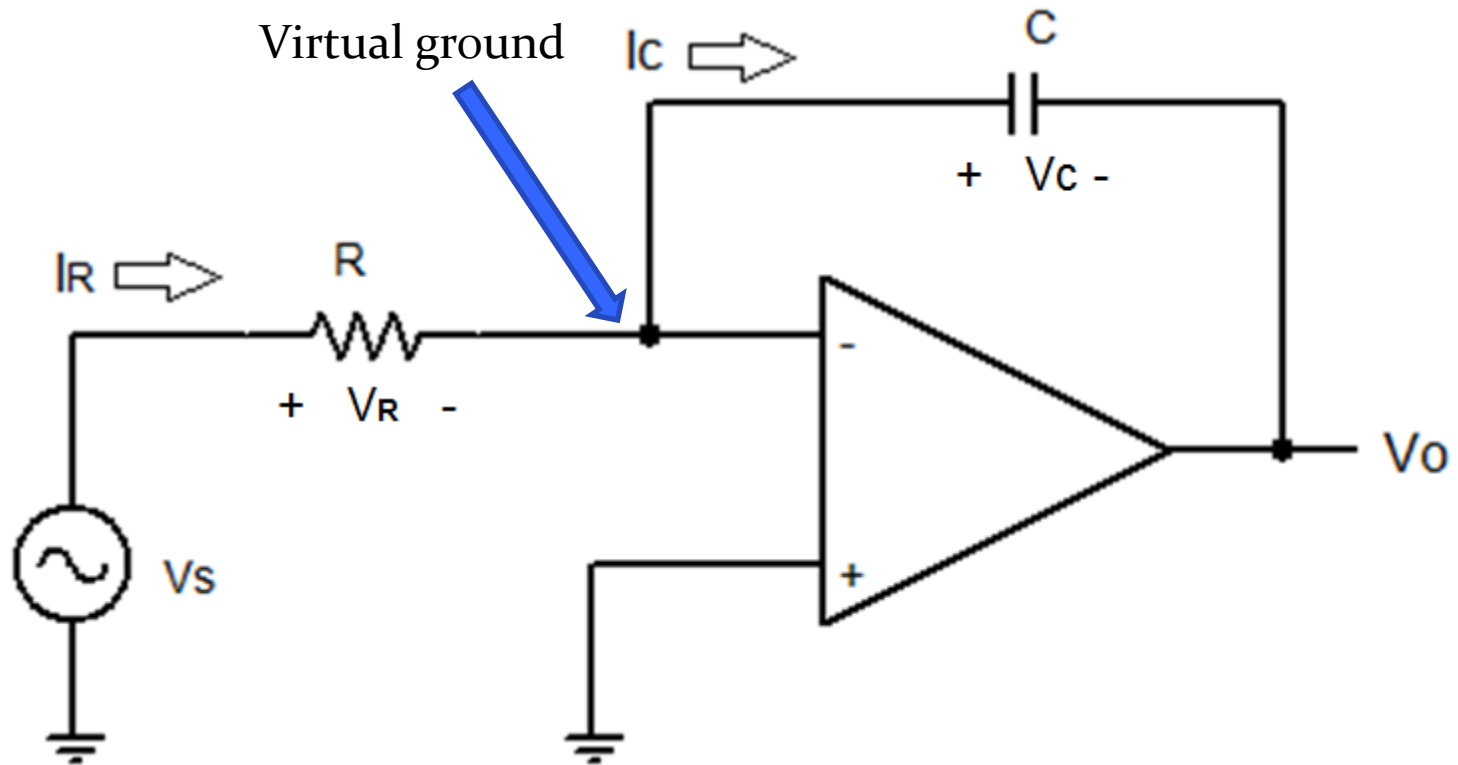 Virtual ground
Ic
C
+ Vc -
IR
R
+ VR -
-
+
Vs
Vo